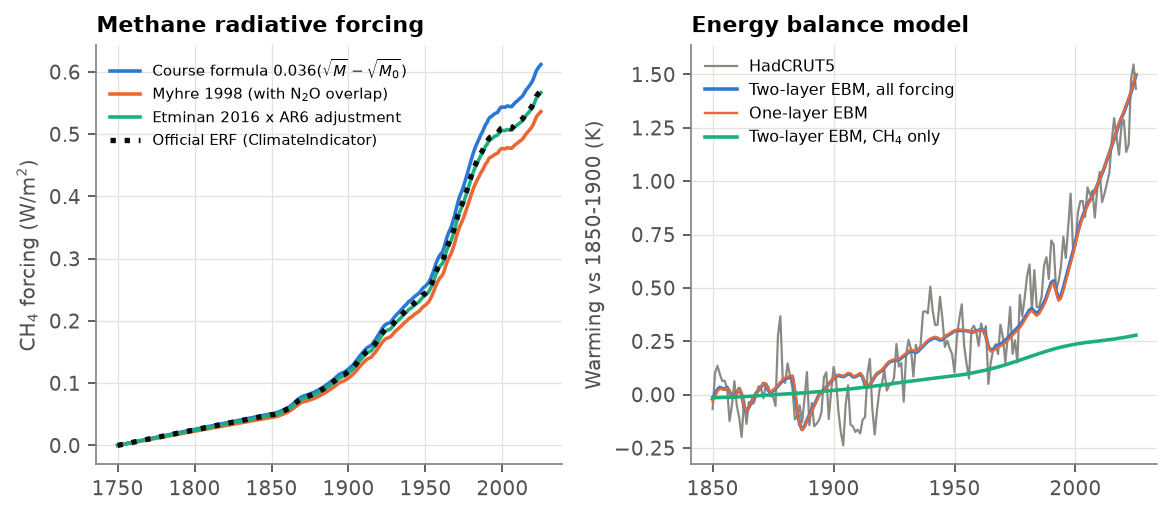 Methane radiative forcing
CH₄ forcing (W/m²)
0.6
0.5
0.4
0.3
0.2
0.1
0.0
Course formula 0.036(√M − √M₀)
Myhre 1998 (with N₂O overlap)
Etminan 2016 x AR6 adjustment
Official ERF (ClimateIndicator)
1750 1800 1850 1900 1950 2000
Energy balance model
Warming vs 1850-1900 (K)
1.50
1.25
1.00
0.75
0.50
0.25
0.00
−0.25
HadCRUT5
Two-layer EBM, all forcing
One-layer EBM
Two-layer EBM, CH₄ only
1850 1900 1950 2000